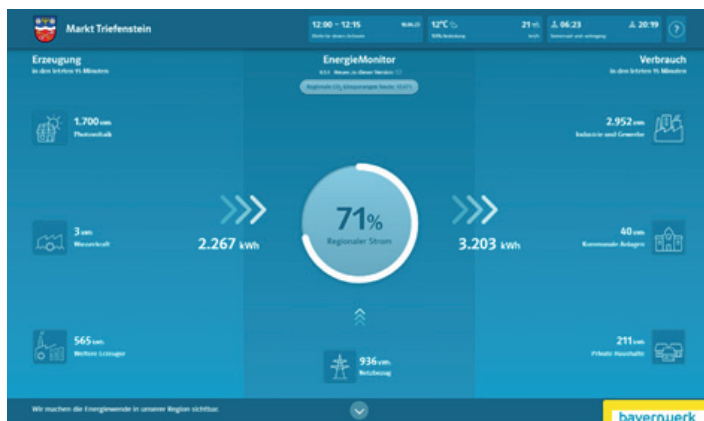 Markt Triefenstein
12:00 - 12:15
12°C
21
06:23
20:19
?
Erzeugung
in den letzten 15 Minuten
EnergieMonitor
Verbrauch
in den letzten 15 Minuten
1.700 kWh
Photovoltaik
2.952 kWh
Industrie und Gewerbe
71%
Regionaler Strom
3 kWh
Wasserkraft
2.267 kWh
3.203 kWh
40 kWh
Kommunale Anlagen
565 kWh
Weitere Erzeuger
936 kWh
Netzbezug
211 kWh
Private Haushalte
Wir machen die Energiewende in unserer Region sichtbar.
bayernwerk